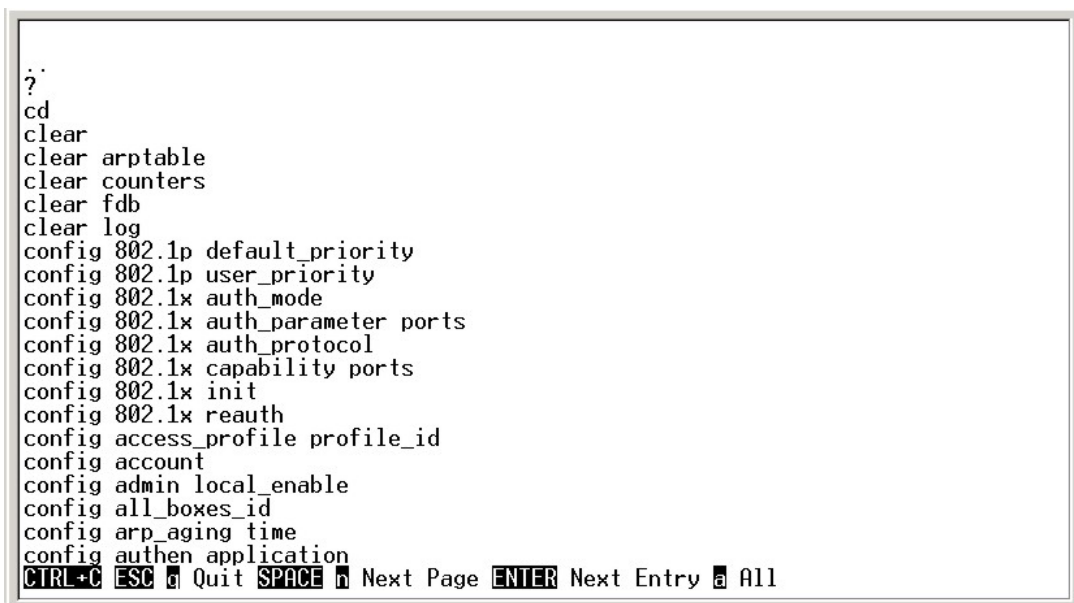 ..
?
cd
clear
clear arptable
clear counters
clear fdb
clear log
config 802.1p default_priority
config 802.1p user_priority
config 802.1x auth_mode
config 802.1x auth_parameter ports
config 802.1x auth_protocol
config 802.1x capability ports
config 802.1x init
config 802.1x reauth
config access_profile profile_id
config account
config admin local_enable
config all_boxes_id
config arp_aging time
config authen application
CTRL+C ESC q Quit SPACE n Next Page ENTER Next Entry a All